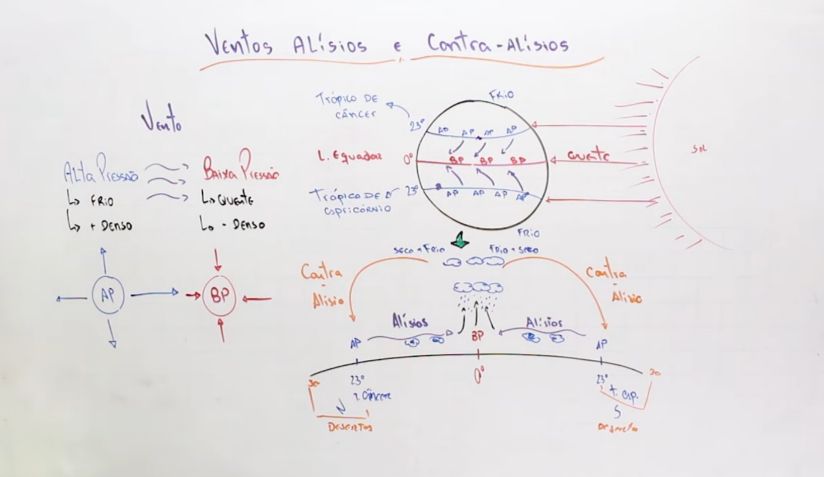 Ventos Alísios e Contra-Alísios
Vento
Alta Pressão
Baixa Pressão
↳ Frio
↳ Quente
↳ + Denso
↳ - Denso
AP
BP
Trópico de
câncer
23°
L. Equador 0°
Trópico de
Capricórnio
23°
Frio
AP AP AP AP
BP BP BP
AP AP AP AP
Frio
Quente
Sol
seco + Frio
Frio + seco
Contra
-
Alísio
Contra
-
Alísio
Alísios
Alísios
AP
BP
AP
30
23°
0°
23°
30
T. Câncer
T. Cap.
N
S
Desertos
Desertos